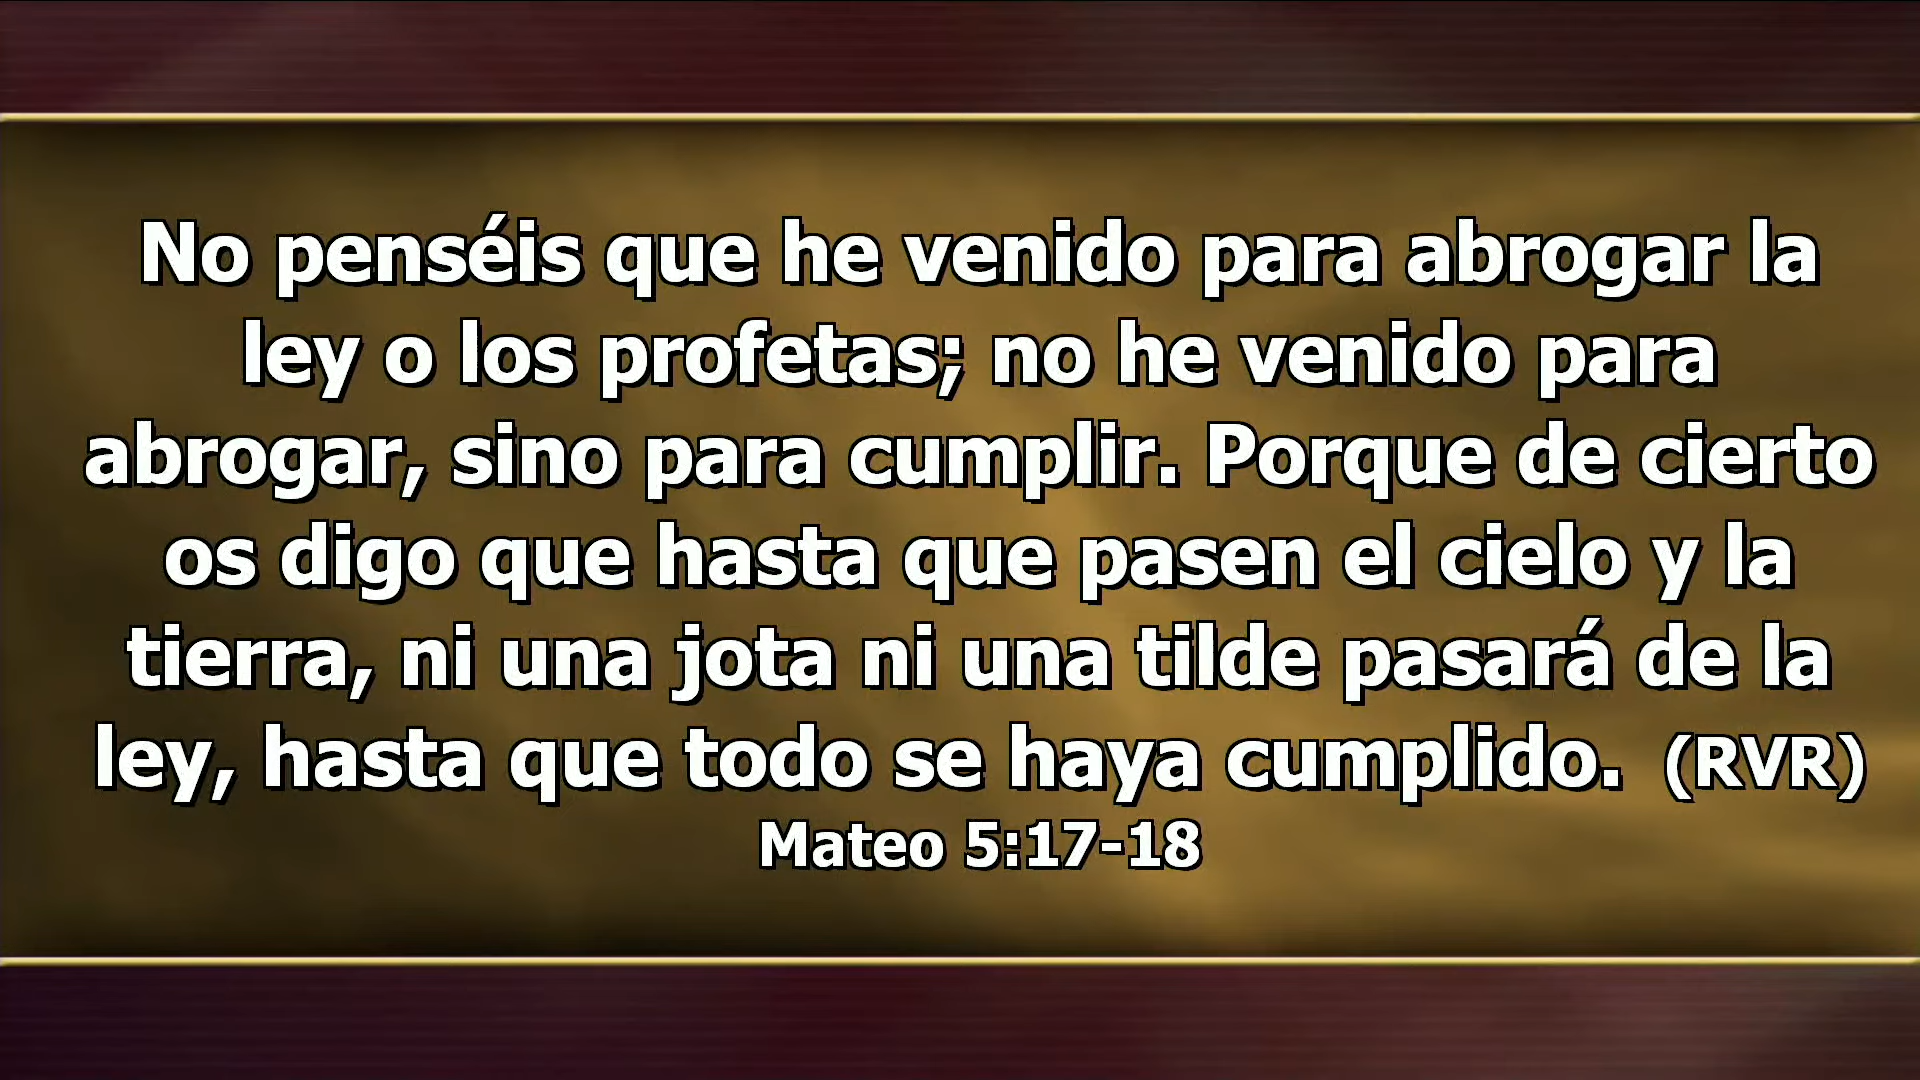 No penséis que he venido para abrogar la
ley o los profetas; no he venido para
abrogar, sino para cumplir. Porque de cierto
os digo que hasta que pasen el cielo y la
tierra, ni una jota ni una tilde pasará de la
ley, hasta que todo se haya cumplido. (RVR)
Mateo 5:17-18